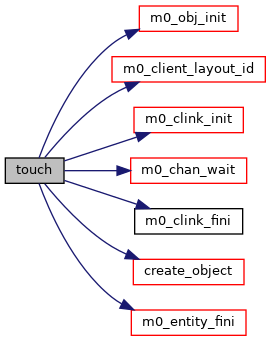 m0_obj_init
m0_client_layout_id
m0_clink_init
touch
m0_chan_wait
m0_clink_fini
create_object
m0_entity_fini